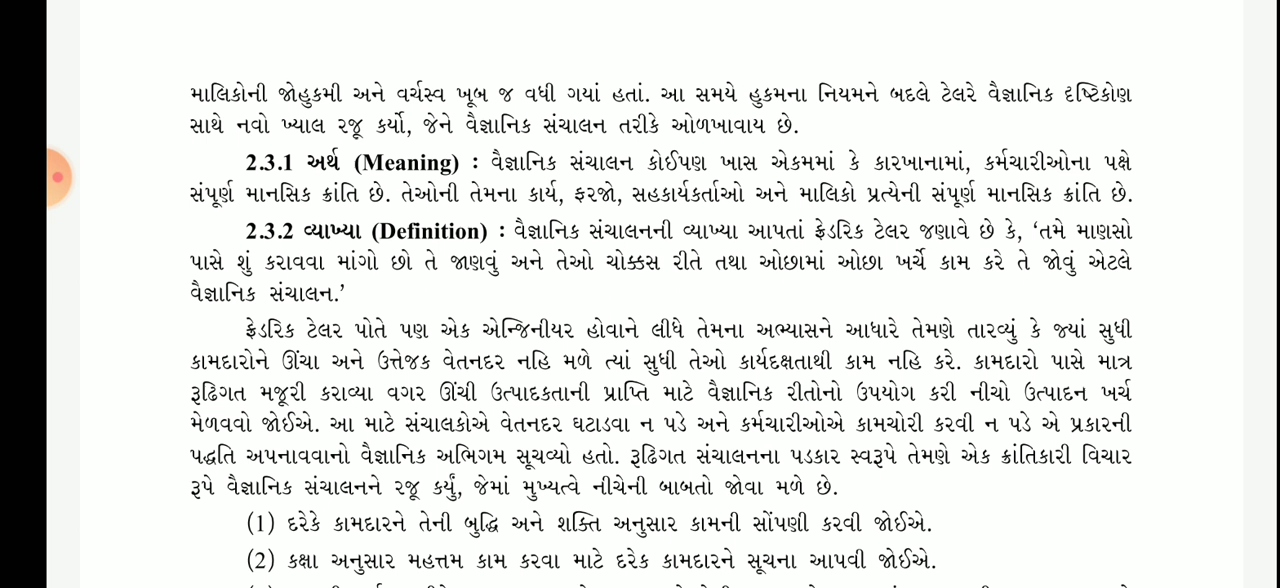 માલિકોની જોહુકમી અને વર્ચસ્વ ખૂબ જ વધી ગયાં હતાં. આ સમયે હુકમના નિયમને બદલે ટેલરે વૈજ્ઞાનિક દૃષ્ટિકોણ
સાથે નવો ખ્યાલ રજૂ કર્યો, જેને વૈજ્ઞાનિક સંચાલન તરીકે ઓળખાવાય છે.
2.3.1 અર્થ (Meaning) : વૈજ્ઞાનિક સંચાલન કોઈપણ ખાસ એકમમાં કે કારખાનામાં, કર્મચારીઓના પક્ષે
સંપૂર્ણ માનસિક ક્રાંતિ છે. તેઓની તેમના કાર્ય, ફરજો, સહકાર્યકર્તાઓ અને માલિકો પ્રત્યેની સંપૂર્ણ માનસિક ક્રાંતિ છે.
2.3.2 વ્યાખ્યા (Definition) : વૈજ્ઞાનિક સંચાલનની વ્યાખ્યા આપતાં ફ્રેડરિક ટેલર જણાવે છે કે, ‘તમે માણસો
પાસે શું કરાવવા માંગો છો તે જાણવું અને તેઓ ચોક્કસ રીતે તથા ઓછામાં ઓછા ખર્ચે કામ કરે તે જોવું એટલે
વૈજ્ઞાનિક સંચાલન.’
ફ્રેડરિક ટેલર પોતે પણ એક એન્જિનીયર હોવાને લીધે તેમના અભ્યાસને આધારે તેમણે તારવ્યું કે જ્યાં સુધી
કામદારોને ઊંચા અને ઉત્તેજક વેતનદર નહિ મળે ત્યાં સુધી તેઓ કાર્યદક્ષતાથી કામ નહિ કરે. કામદારો પાસે માત્ર
રૂઢિગત મજૂરી કરાવ્યા વગર ઊંચી ઉત્પાદકતાની પ્રાપ્તિ માટે વૈજ્ઞાનિક રીતોનો ઉપયોગ કરી નીચો ઉત્પાદન ખર્ચ
મેળવવો જોઈએ. આ માટે સંચાલકોએ વેતનદર ઘટાડવા ન પડે અને કર્મચારીઓએ કામચોરી કરવી ન પડે એ પ્રકારની
પદ્ધતિ અપનાવવાનો વૈજ્ઞાનિક અભિગમ સૂચવ્યો હતો. રૂઢિગત સંચાલનના પડકાર સ્વરૂપે તેમણે એક ક્રાંતિકારી વિચાર
રૂપે વૈજ્ઞાનિક સંચાલનને રજૂ કર્યું, જેમાં મુખ્યત્વે નીચેની બાબતો જોવા મળે છે.
(1) દરેકે કામદારને તેની બુદ્ધિ અને શક્તિ અનુસાર કામની સોંપણી કરવી જોઈએ.
(2) કક્ષા અનુસાર મહત્તમ કામ કરવા માટે દરેક કામદારને સૂચના આપવી જોઈએ.